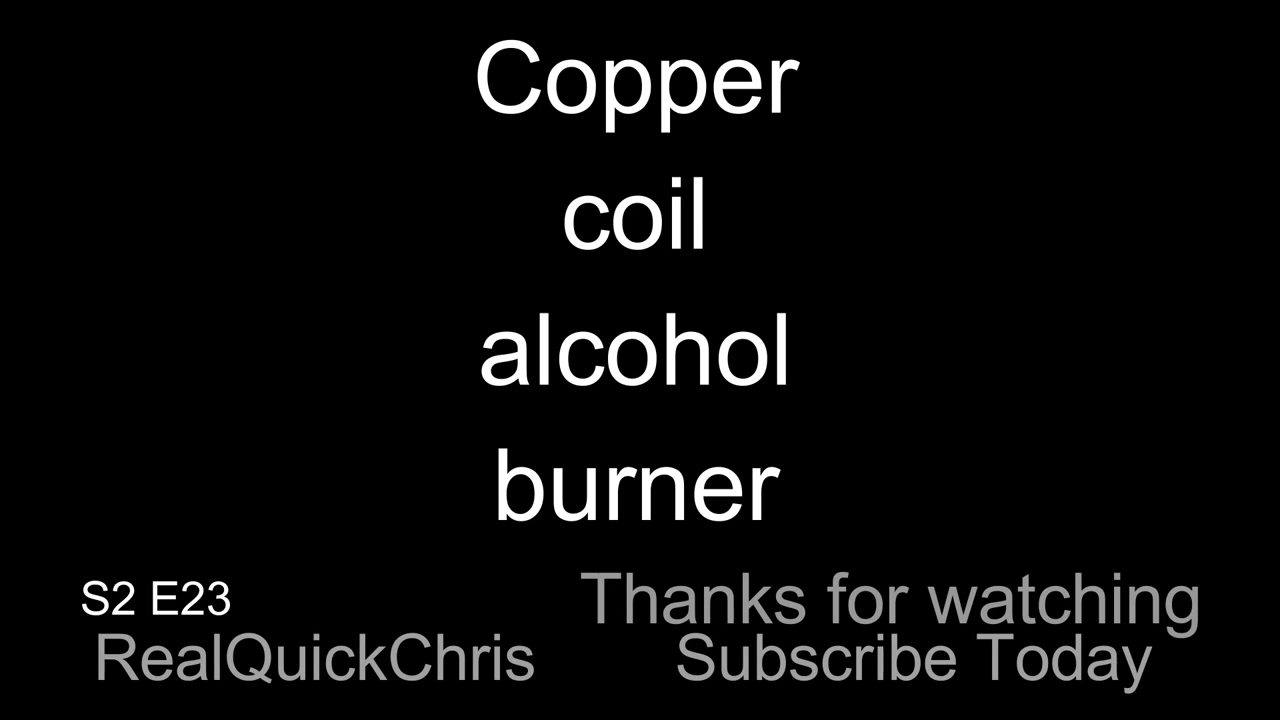 Copper
coil
alcohol
burner
S2 E23
RealQuickChris
Thanks for watching
Subscribe Today